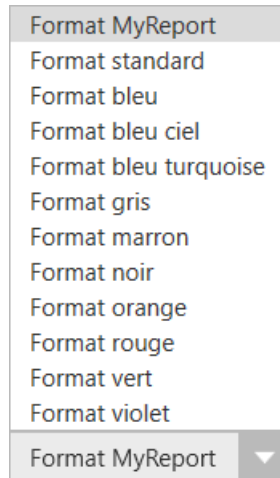 Format MyReport
Format standard
Format bleu
Format bleu ciel
Format bleu turquoise
Format gris
Format marron
Format noir
Format orange
Format rouge
Format vert
Format violet
Format MyReport